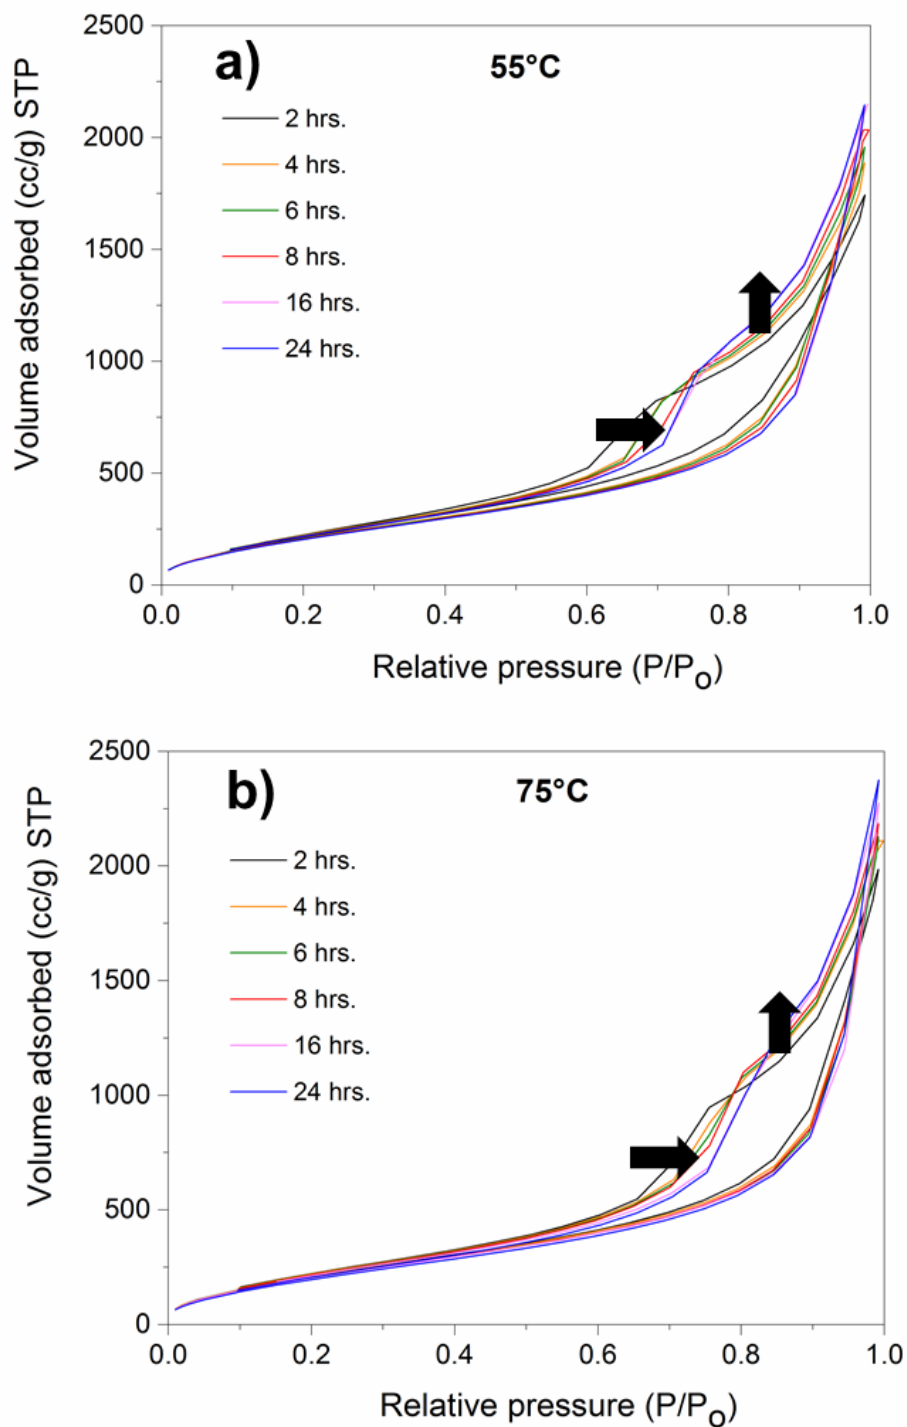 a)
55°C
2500
2000
1500
1000
500
0
Volume adsorbed (cc/g) STP
2 hrs.
4 hrs.
6 hrs.
8 hrs.
16 hrs.
24 hrs.
0.0 0.2 0.4 0.6 0.8 1.0
Relative pressure (P/Po)
b)
75°C
2500
2000
1500
1000
500
0
Volume adsorbed (cc/g) STP
2 hrs.
4 hrs.
6 hrs.
8 hrs.
16 hrs.
24 hrs.
0.0 0.2 0.4 0.6 0.8 1.0
Relative pressure (P/Po)